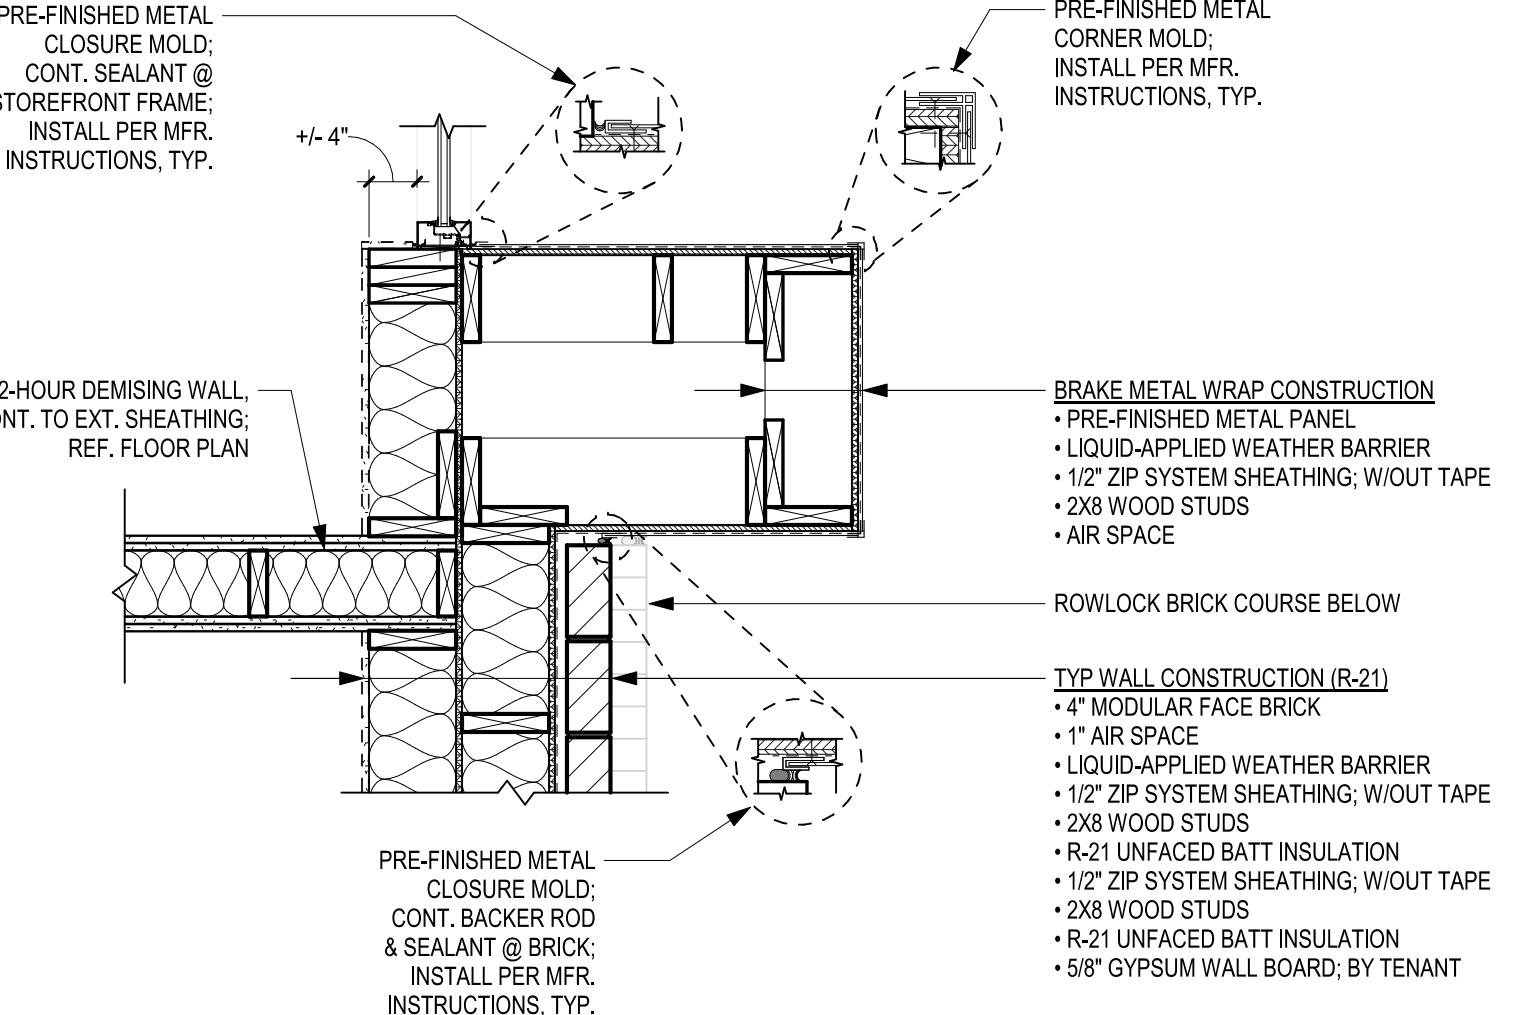 PRE-FINISHED METAL
CLOSURE MOLD;
CONT. SEALANT @
STOREFRONT FRAME;
INSTALL PER MFR.
INSTRUCTIONS, TYP.
PRE-FINISHED METAL
CORNER MOLD;
INSTALL PER MFR.
INSTRUCTIONS, TYP.
+/- 4"
2-HOUR DEMISING WALL,
CONT. TO EXT. SHEATHING;
REF. FLOOR PLAN
BRAKE METAL WRAP CONSTRUCTION
• PRE-FINISHED METAL PANEL
• LIQUID-APPLIED WEATHER BARRIER
• 1/2" ZIP SYSTEM SHEATHING; W/OUT TAPE
• 2X8 WOOD STUDS
• AIR SPACE
ROWLOCK BRICK COURSE BELOW
TYP WALL CONSTRUCTION (R-21)
• 4" MODULAR FACE BRICK
• 1" AIR SPACE
• LIQUID-APPLIED WEATHER BARRIER
• 1/2" ZIP SYSTEM SHEATHING; W/OUT TAPE
• 2X8 WOOD STUDS
• R-21 UNFACED BATT INSULATION
• 1/2" ZIP SYSTEM SHEATHING; W/OUT TAPE
• 2X8 WOOD STUDS
• R-21 UNFACED BATT INSULATION
• 5/8" GYPSUM WALL BOARD; BY TENANT
PRE-FINISHED METAL
CLOSURE MOLD;
CONT. BACKER ROD
& SEALANT @ BRICK;
INSTALL PER MFR.
INSTRUCTIONS, TYP.